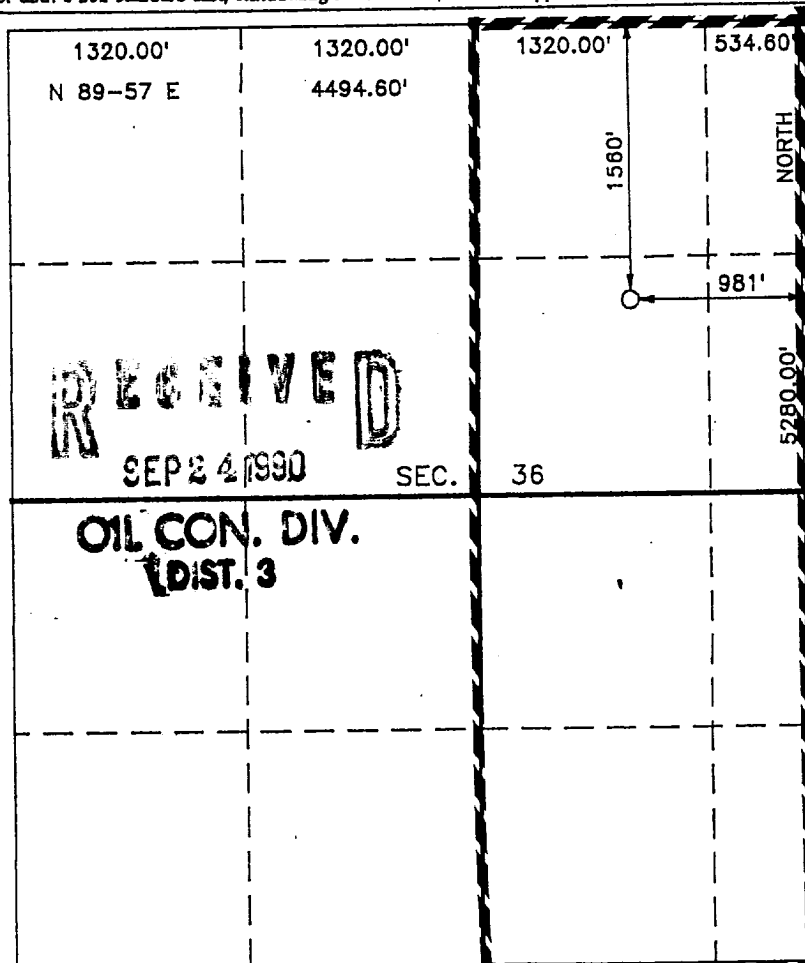 1320.00' 1320.00' 1320.00' 534.60'
N 89-57 E 4494.60'
1560'
NORTH
981'
5280.00'
RECEIVED
SEP 24 1990
SEC. 36
OIL CON. DIV.
DIST. 3